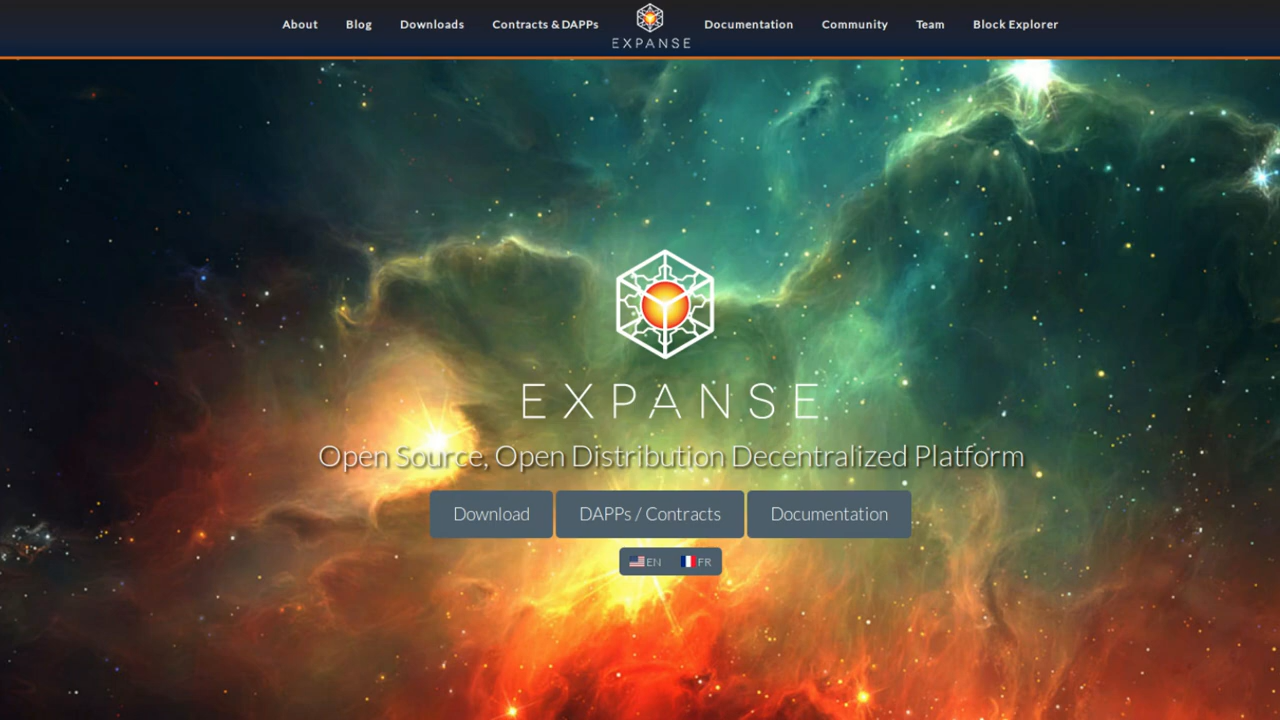 About Blog Downloads Contracts & DAPPs EXPANSE Documentation Community Team Block Explorer
EXPANSE
Open Source, Open Distribution Decentralized Platform
Download DAPPs / Contracts Documentation
EN FR